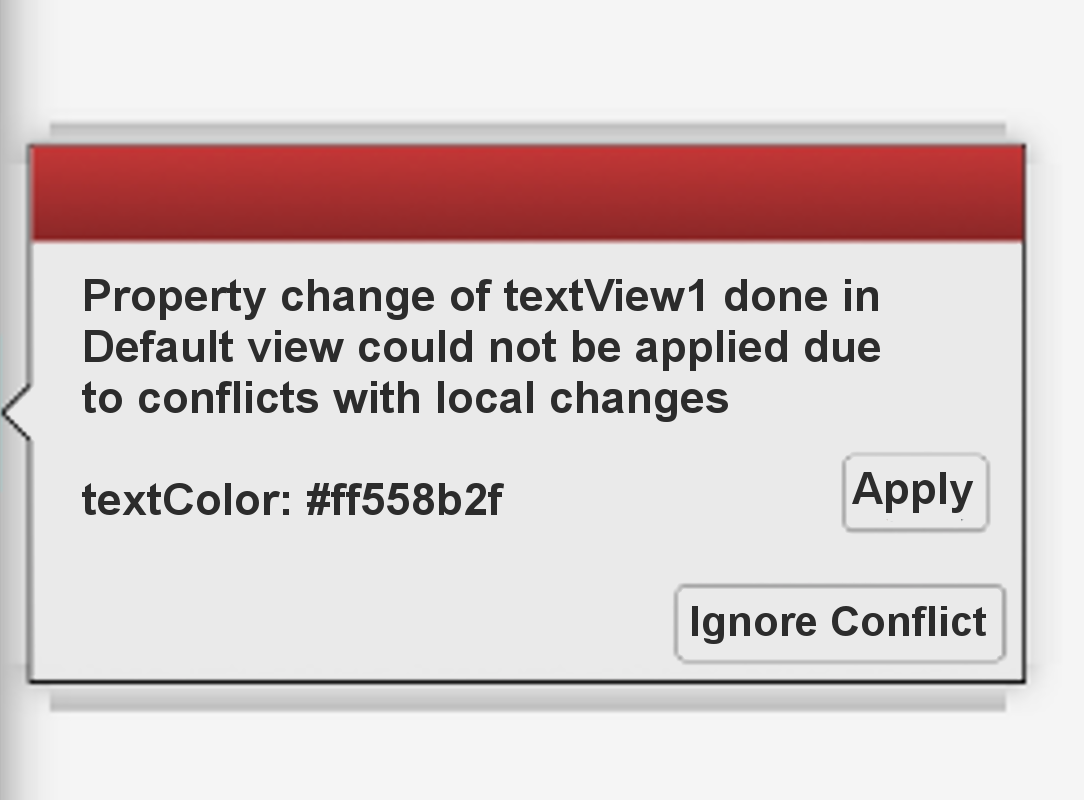 Property change of textView1 done in
Default view could not be applied due
to conflicts with local changes
textColor: #ff558b2f
Apply
Ignore Conflict